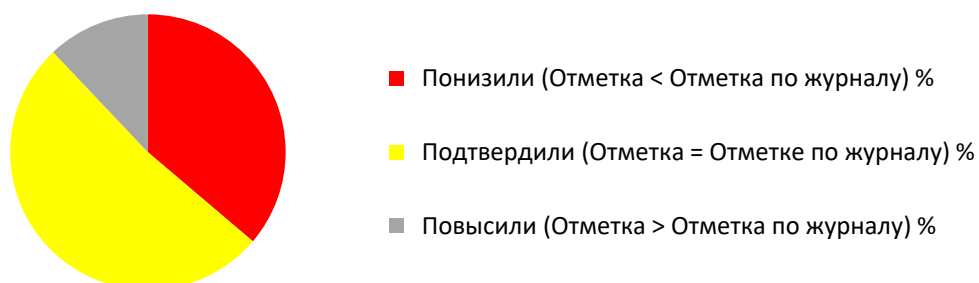 Понизили (Отметка < Отметка по журналу) %
Подтвердили (Отметка = Отметке по журналу) %
Повысили (Отметка > Отметка по журналу) %